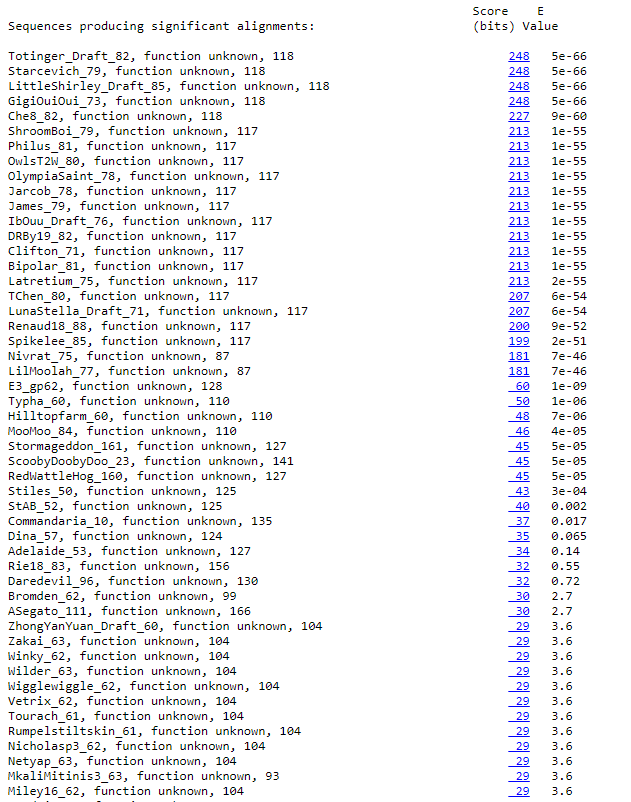 Score E
Sequences producing significant alignments: (bits) Value
Totinger_Draft_82, function unknown, 118 248 5e-66
Starcevich_79, function unknown, 118 248 5e-66
LittleShirley_Draft_85, function unknown, 118 248 5e-66
GigiOuiOui_73, function unknown, 118 248 5e-66
Che8_82, function unknown, 118 227 9e-60
ShroomBoi_79, function unknown, 117 213 1e-55
Philus_81, function unknown, 117 213 1e-55
OwlsT2W_80, function unknown, 117 213 1e-55
OlympiaSaint_78, function unknown, 117 213 1e-55
Jarcob_78, function unknown, 117 213 1e-55
James_79, function unknown, 117 213 1e-55
IbOuu_Draft_76, function unknown, 117 213 1e-55
DRBy19_82, function unknown, 117 213 1e-55
Clifton_71, function unknown, 117 213 1e-55
Bipolar_81, function unknown, 117 213 1e-55
Latretium_75, function unknown, 117 213 2e-55
TChen_80, function unknown, 117 207 6e-54
LunaStella_Draft_71, function unknown, 117 207 6e-54
Renaud18_88, function unknown, 117 200 9e-52
Spikelee_85, function unknown, 117 199 2e-51
Nivrat_75, function unknown, 87 181 7e-46
LilMoolah_77, function unknown, 87 181 7e-46
E3_gp62, function unknown, 128 60 1e-09
Typha_60, function unknown, 110 50 1e-06
Hilltopfarm_60, function unknown, 110 48 7e-06
MooMoo_84, function unknown, 110 46 4e-05
Stormageddon_161, function unknown, 127 45 5e-05
ScoobyDoobyDoo_23, function unknown, 141 45 5e-05
RedWattleHog_160, function unknown, 127 45 5e-05
Stiles_50, function unknown, 125 43 3e-04
StAB_52, function unknown, 125 40 0.002
Commandaria_10, function unknown, 135 37 0.017
Dina_57, function unknown, 124 35 0.065
Adelaide_53, function unknown, 127 34 0.14
Rie18_83, function unknown, 156 32 0.55
Daredevil_96, function unknown, 130 32 0.72
Bromden_62, function unknown, 99 30 2.7
ASegato_111, function unknown, 166 30 2.7
ZhongYanYuan_Draft_60, function unknown, 104 29 3.6
Zakai_63, function unknown, 104 29 3.6
Winky_62, function unknown, 104 29 3.6
Wilder_63, function unknown, 104 29 3.6
Wigglewiggle_62, function unknown, 104 29 3.6
Vetrix_62, function unknown, 104 29 3.6
Tourach_61, function unknown, 104 29 3.6
Rumpelstiltskin_61, function unknown, 104 29 3.6
Nicholasp3_62, function unknown, 104 29 3.6
Netyap_63, function unknown, 104 29 3.6
MkaliMitinis3_63, function unknown, 93 29 3.6
Miley16_62, function unknown, 104 29 3.6